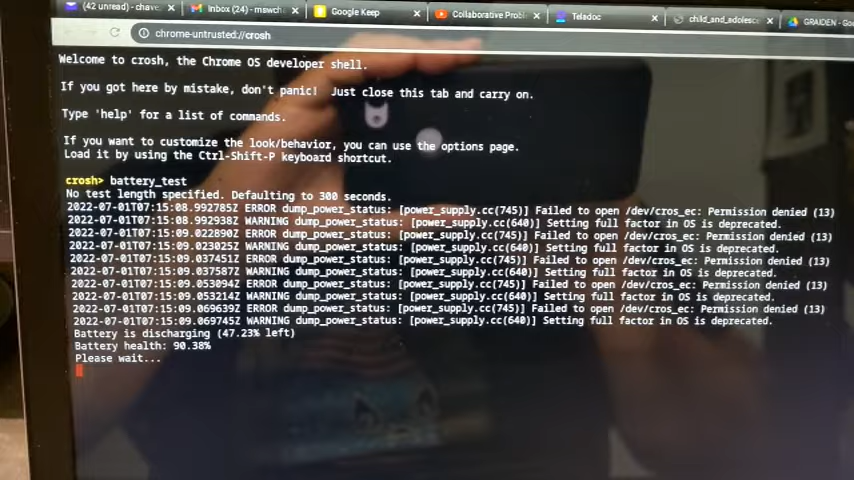 (42 unread) - chave
Inbox (24) - mswch
Google Keep
Collaborative Prob
Teladoc
child_and_adolesc
GRAIDEN - G
chrome-untrusted://crosh
Welcome to crosh, the Chrome OS developer shell.
If you got here by mistake, don't panic! Just close this tab and carry on.
Type 'help' for a list of commands.
If you want to customize the look/behavior, you can use the options page.
Load it by using the Ctrl-Shift-P keyboard shortcut.
crosh> battery_test
No test length specified. Defaulting to 300 seconds.
2022-07-01T07:15:08.992785Z ERROR dump_power_status: [power_supply.cc(745)] Failed to open /dev/cros_ec: Permission denied (13)
2022-07-01T07:15:08.992938Z WARNING dump_power_status: [power_supply.cc(640)] Setting full factor in OS is deprecated.
2022-07-01T07:15:09.022890Z ERROR dump_power_status: [power_supply.cc(745)] Failed to open /dev/cros_ec: Permission denied (13)
2022-07-01T07:15:09.023025Z WARNING dump_power_status: [power_supply.cc(640)] Setting full factor in OS is deprecated.
2022-07-01T07:15:09.037451Z ERROR dump_power_status: [power_supply.cc(745)] Failed to open /dev/cros_ec: Permission denied (13)
2022-07-01T07:15:09.037587Z WARNING dump_power_status: [power_supply.cc(640)] Setting full factor in OS is deprecated.
2022-07-01T07:15:09.053094Z ERROR dump_power_status: [power_supply.cc(745)] Failed to open /dev/cros_ec: Permission denied (13)
2022-07-01T07:15:09.053214Z WARNING dump_power_status: [power_supply.cc(640)] Setting full factor in OS is deprecated.
2022-07-01T07:15:09.069639Z ERROR dump_power_status: [power_supply.cc(745)] Failed to open /dev/cros_ec: Permission denied (13)
2022-07-01T07:15:09.069745Z WARNING dump_power_status: [power_supply.cc(640)] Setting full factor in OS is deprecated.
Battery is discharging (47.23% left)
Battery health: 90.38%
Please wait...